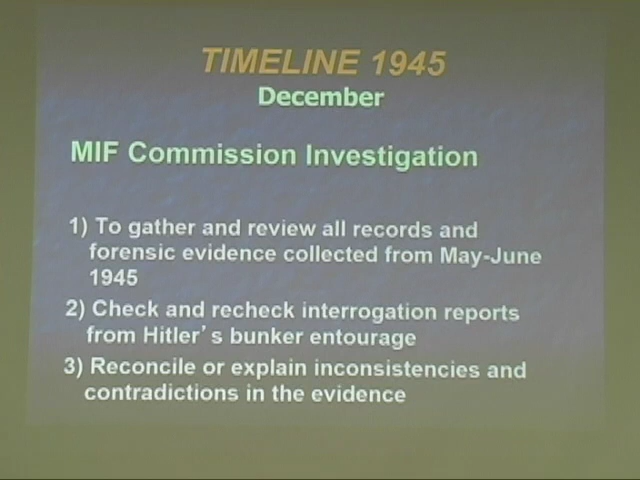 TIMELINE 1945
December
MIF Commission Investigation
1) To gather and review all records and
forensic evidence collected from May-June
1945
2) Check and recheck interrogation reports
from Hitler's bunker entourage
3) Reconcile or explain inconsistencies and
contradictions in the evidence